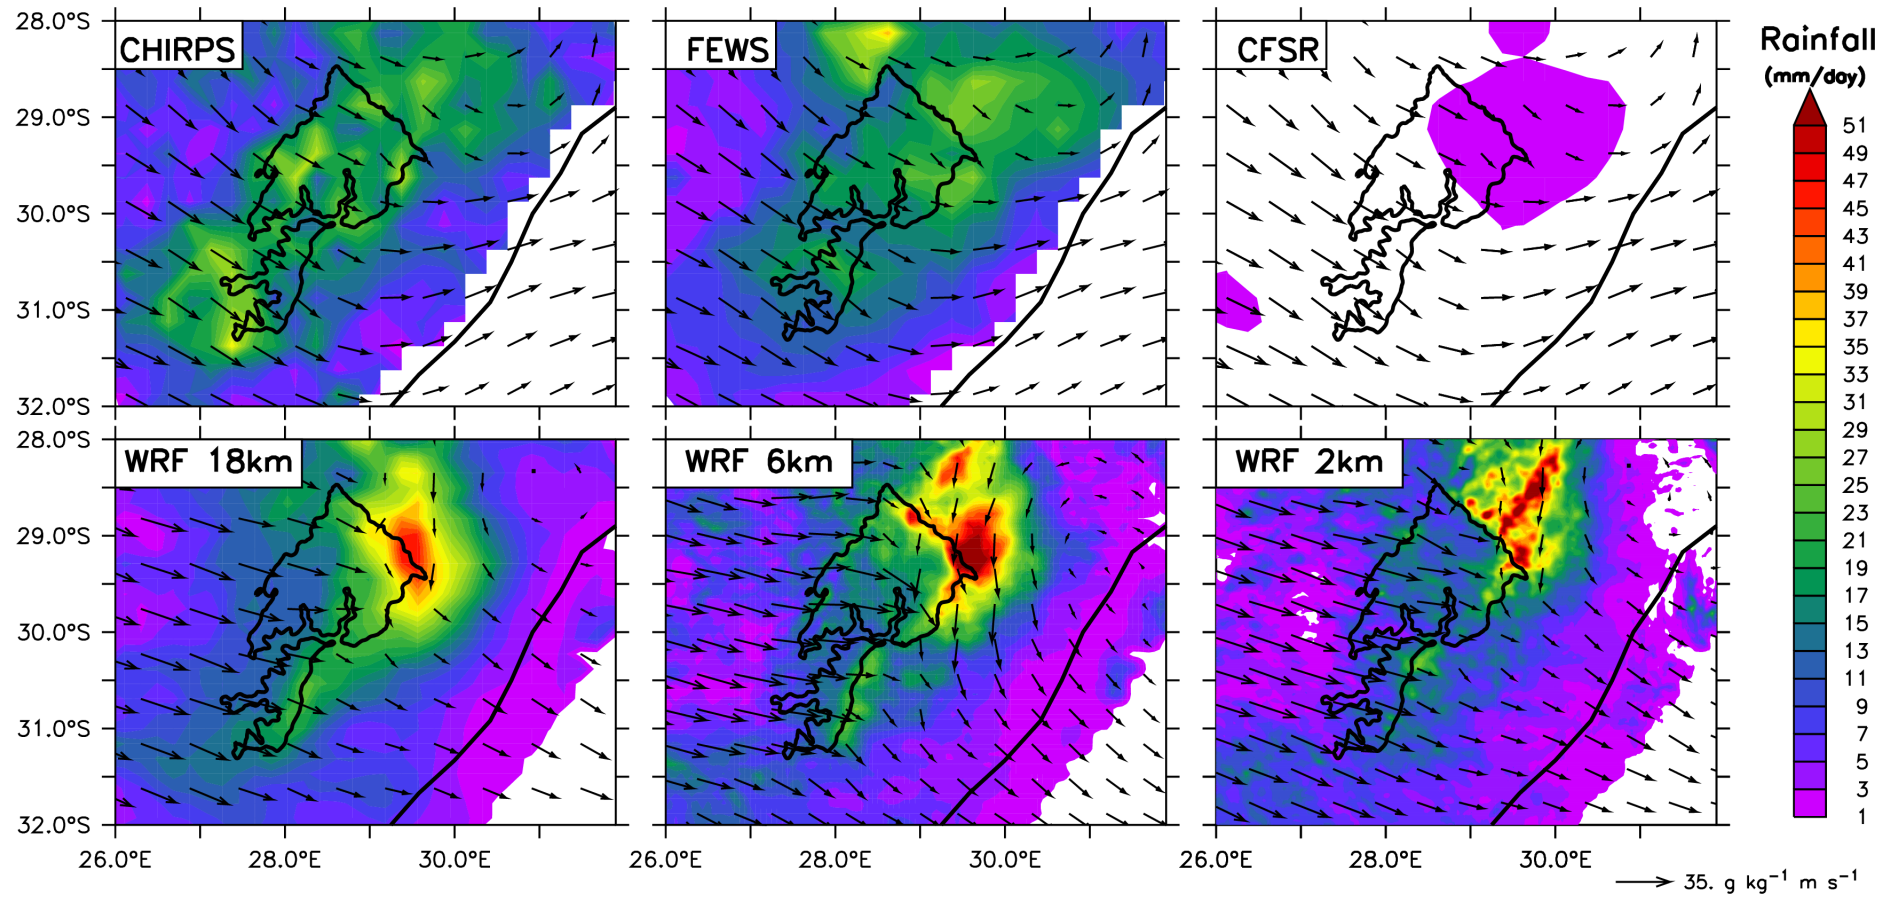 28.0°S
29.0°S
30.0°S
31.0°S
32.0°S
CHIRPS
FEWS
CFSR
Rainfall
(mm/day)
51
49
47
45
43
41
39
37
35
33
31
29
27
25
23
21
19
17
15
13
11
9
7
5
3
1
28.0°S
29.0°S
30.0°S
31.0°S
32.0°S
WRF 18km
WRF 6km
WRF 2km
26.0°E 28.0°E 30.0°E
26.0°E 28.0°E 30.0°E
26.0°E 28.0°E 30.0°E
35. g kg⁻¹ m s⁻¹